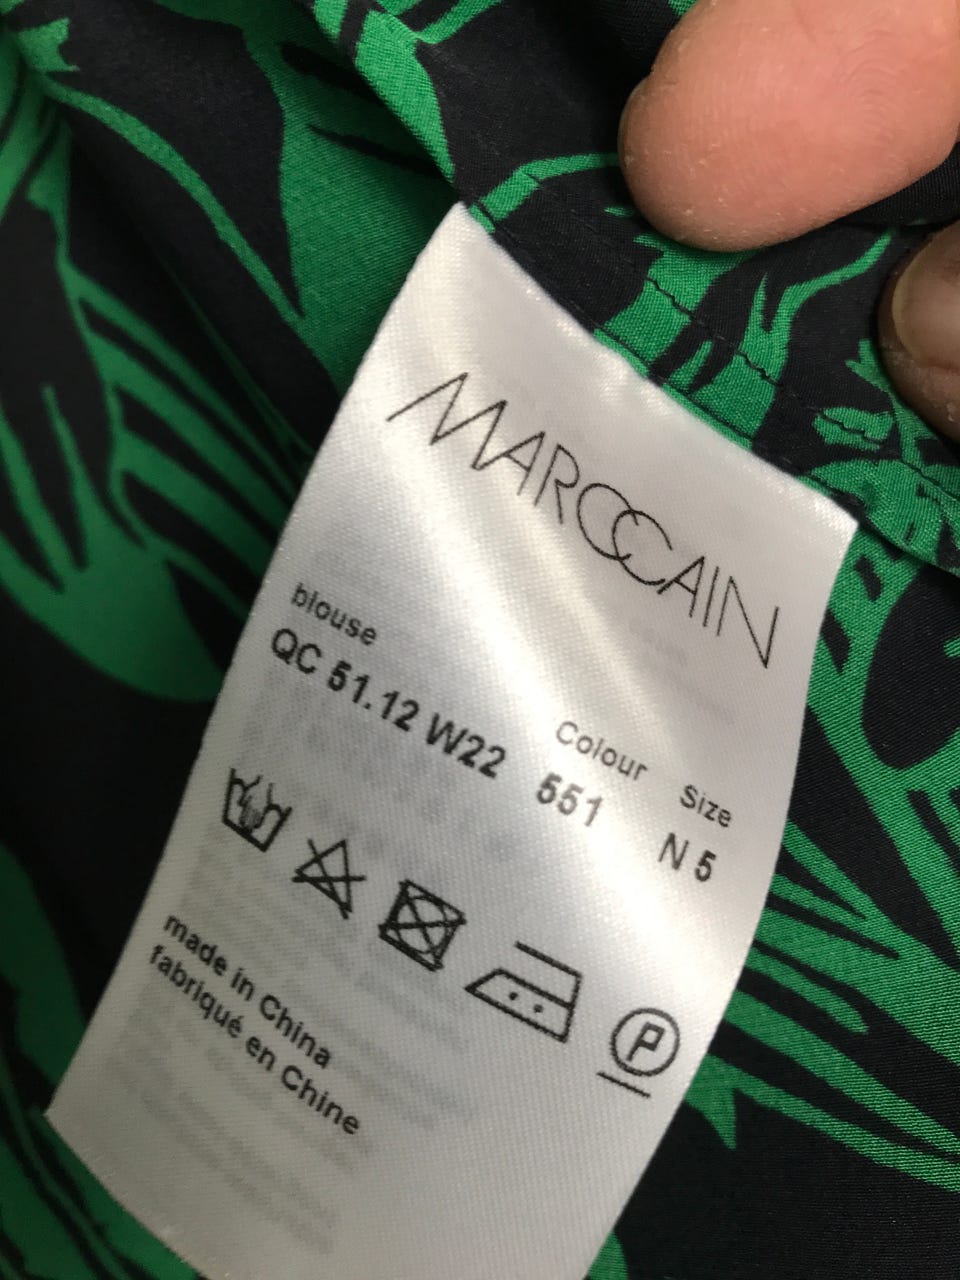 MARCCAIN
blouse Colour Size
QC 51.12 W22 551 N 5
P
made in China
fabriqué en Chine